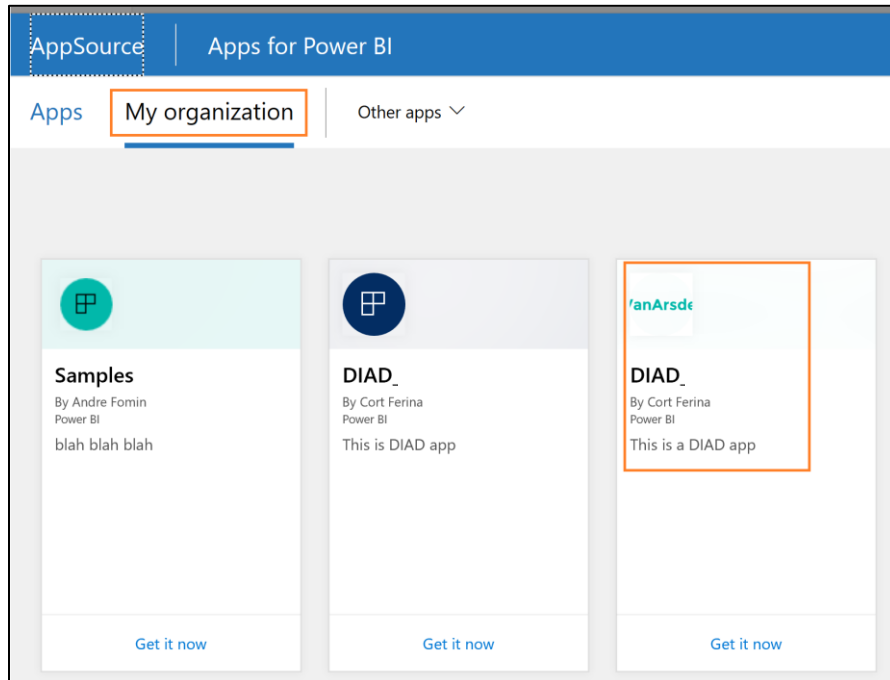 AppSource
Apps for Power BI
Apps
My organization
Other apps
Samples
By Andre Fomin
Power BI
blah blah blah
Get it now
DIAD_
By Cort Ferina
Power BI
This is DIAD app
Get it now
VanArsde
DIAD_
By Cort Ferina
Power BI
This is a DIAD app
Get it now